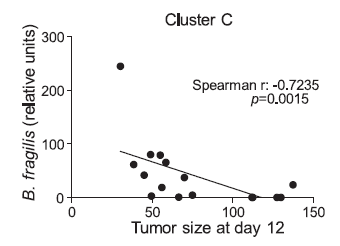 Cluster C
Spearman r: -0.7235
p=0.0015
B. fragilis (relative units)
300
200
100
0
0
50
100
150
Tumor size at day 12